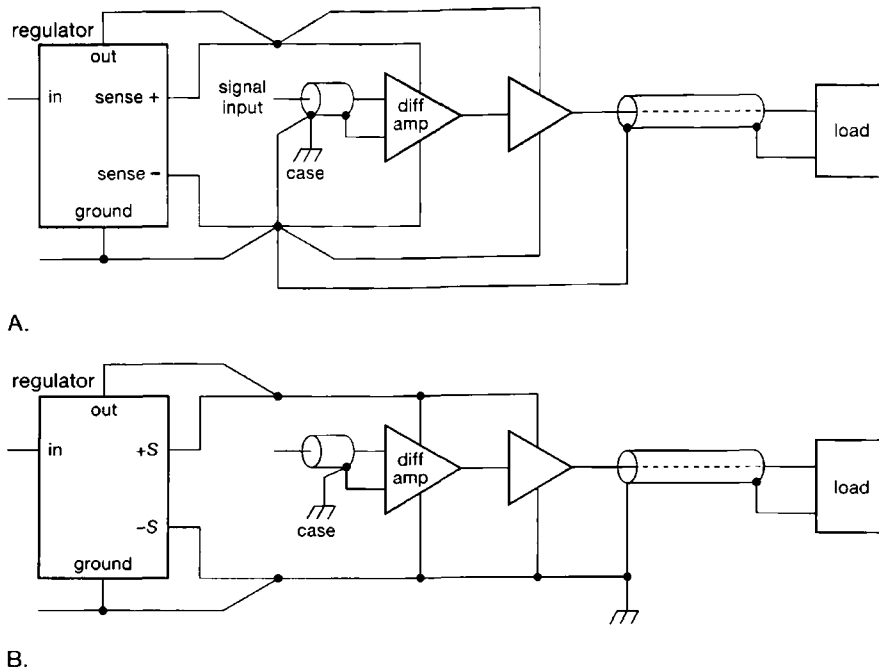 regulator
out
in
sense +
signal
input
diff
amp
load
sense −
case
ground
A.
regulator
out
in
+S
diff
amp
load
−S
case
ground
B.